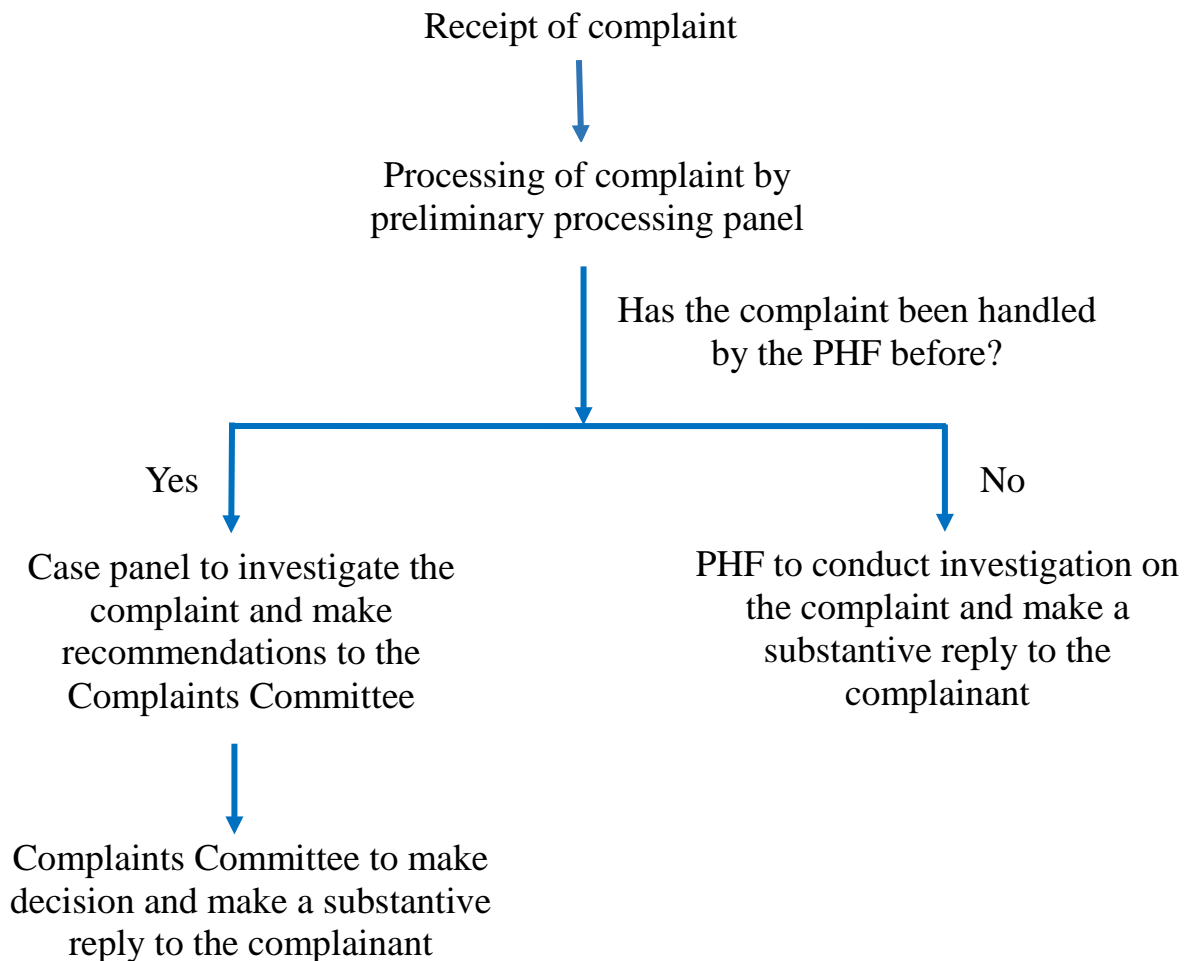 Receipt of complaint
Processing of complaint by
preliminary processing panel
Has the complaint been handled
by the PHF before?
Yes
No
Case panel to investigate the
complaint and make
recommendations to the
Complaints Committee
PHF to conduct investigation on
the complaint and make a
substantive reply to the
complainant
Complaints Committee to make
decision and make a substantive
reply to the complainant